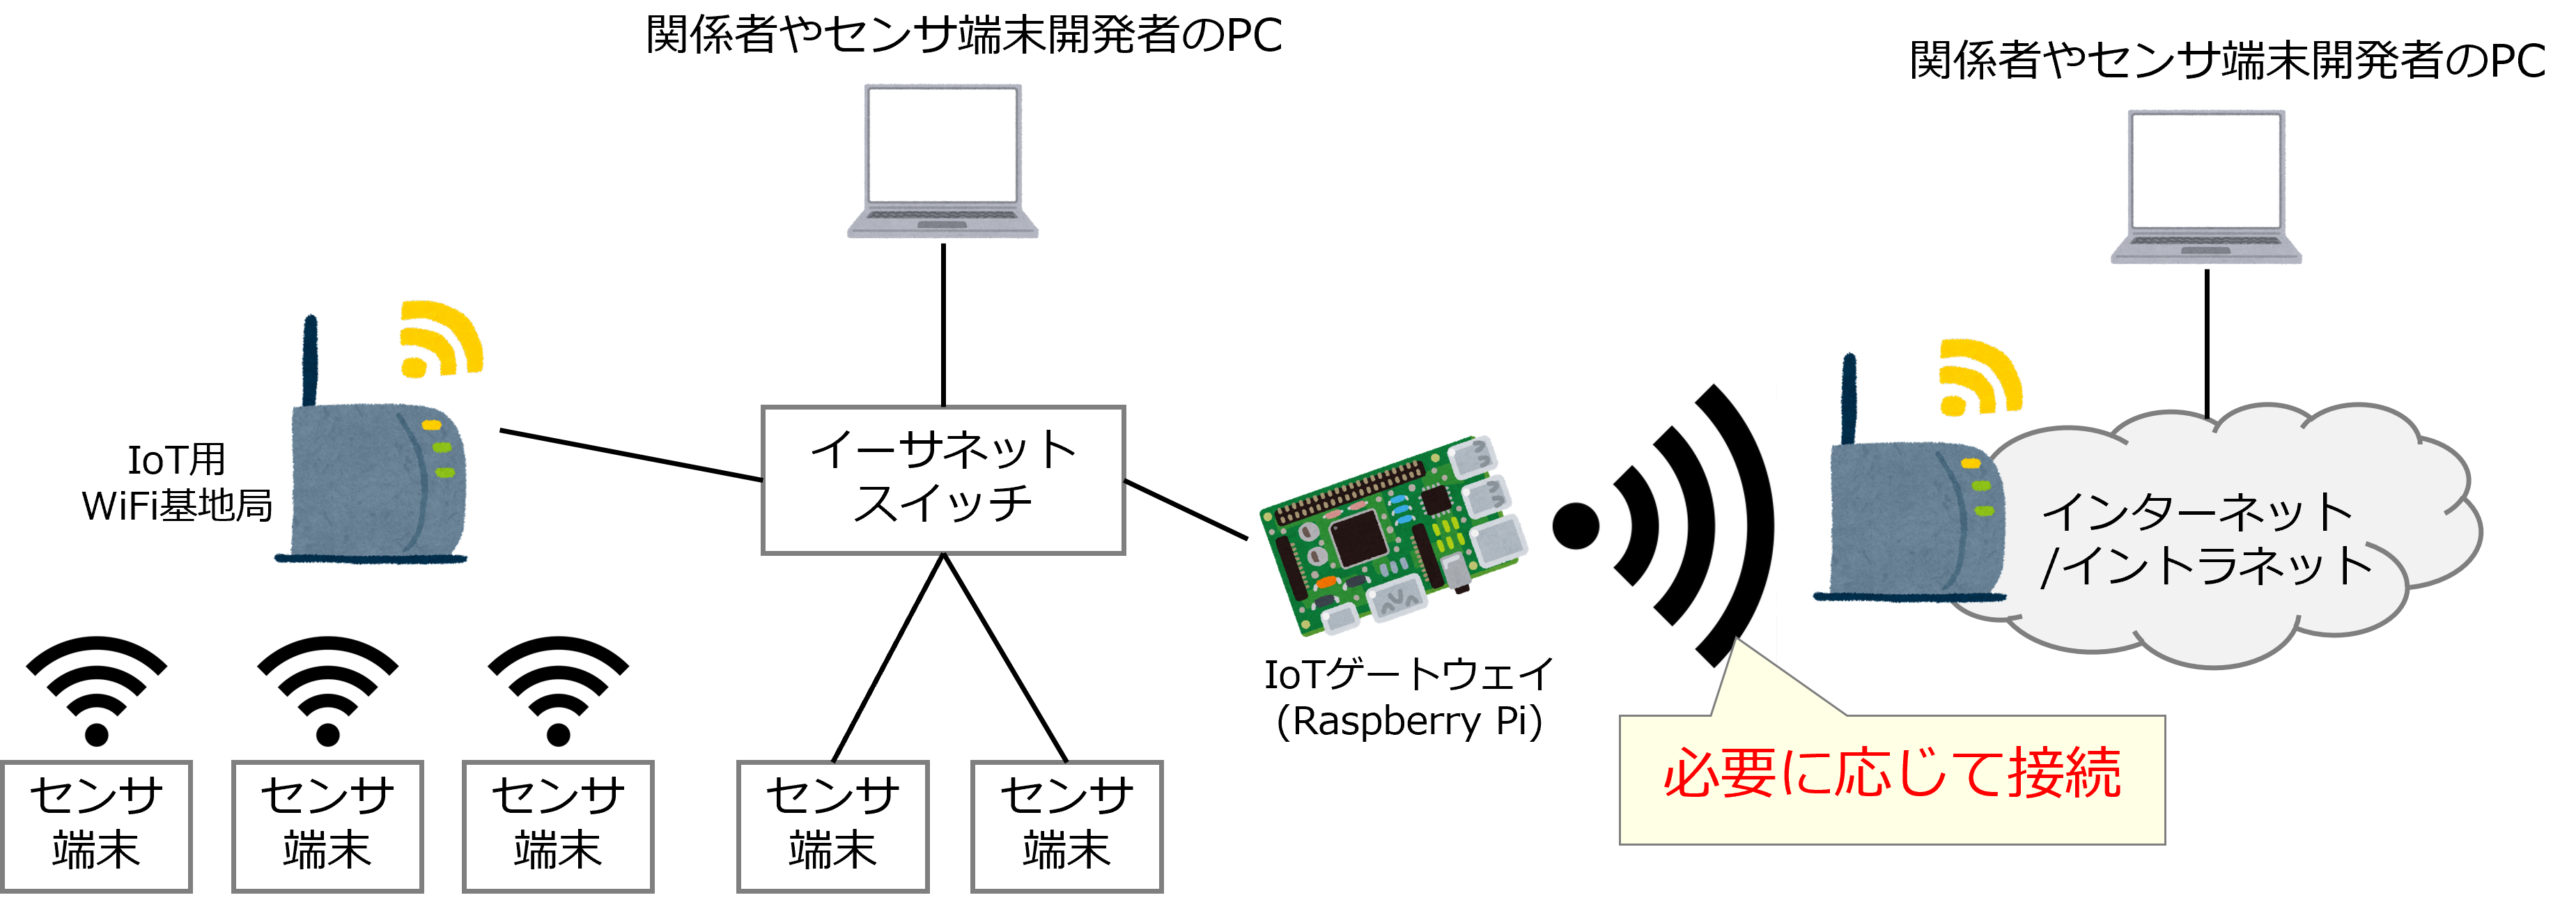 関係者やセンサ端末開発者のPC
関係者やセンサ端末開発者のPC
IoT用
WiFi基地局
イーサネット
スイッチ
インターネット
/イントラネット
IoTゲートウェイ
(Raspberry Pi)
必要に応じて接続
センサ
端末
センサ
端末
センサ
端末
センサ
端末
センサ
端末